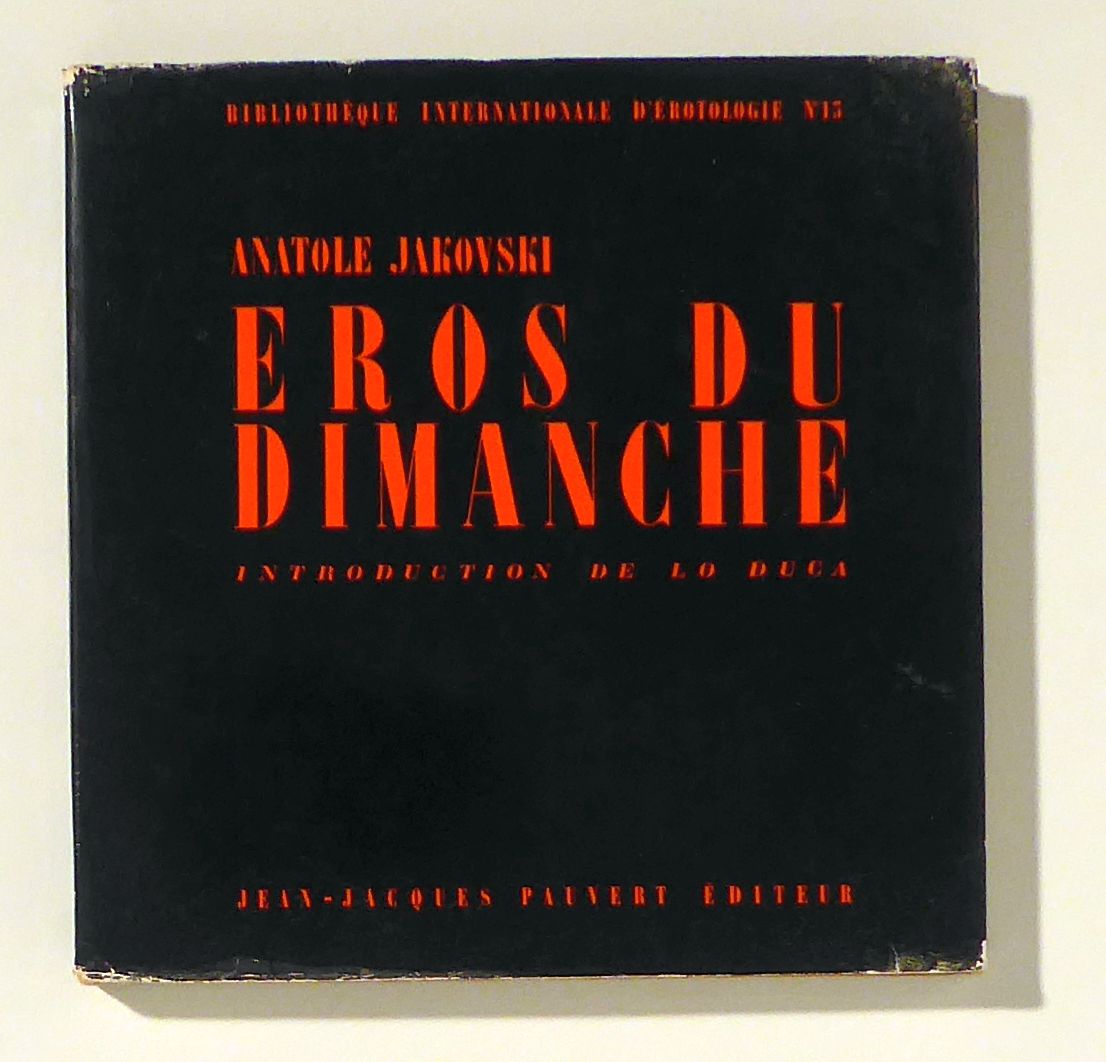 BIBLIOTHÈQUE INTERNATIONALE D'ÉROTOLOGIE N°13
ANATOLE JAKOVSKI
EROS DU
DIMANCHE
INTRODUCTION DE LO DUCA
JEAN-JACQUES PAUVERT ÉDITEUR